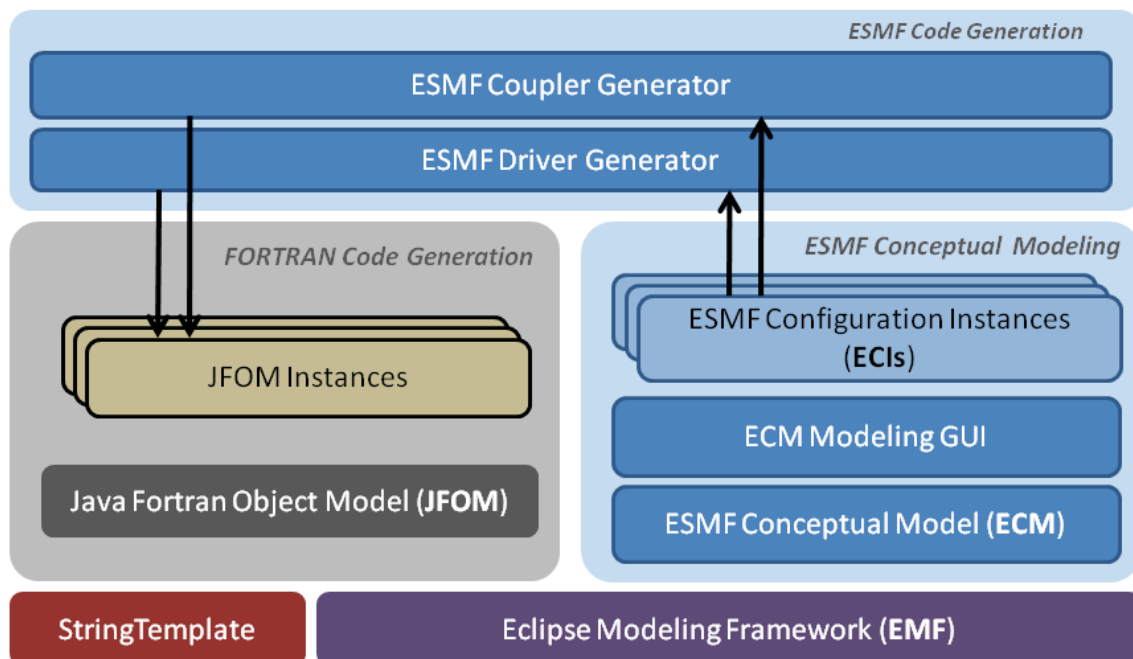 ESMF Code Generation
ESMF Coupler Generator
ESMF Driver Generator
FORTRAN Code Generation
JFOM Instances
Java Fortran Object Model (JFOM)
ESMF Conceptual Modeling
ESMF Configuration Instances
(ECIs)
ECM Modeling GUI
ESMF Conceptual Model (ECM)
StringTemplate
Eclipse Modeling Framework (EMF)